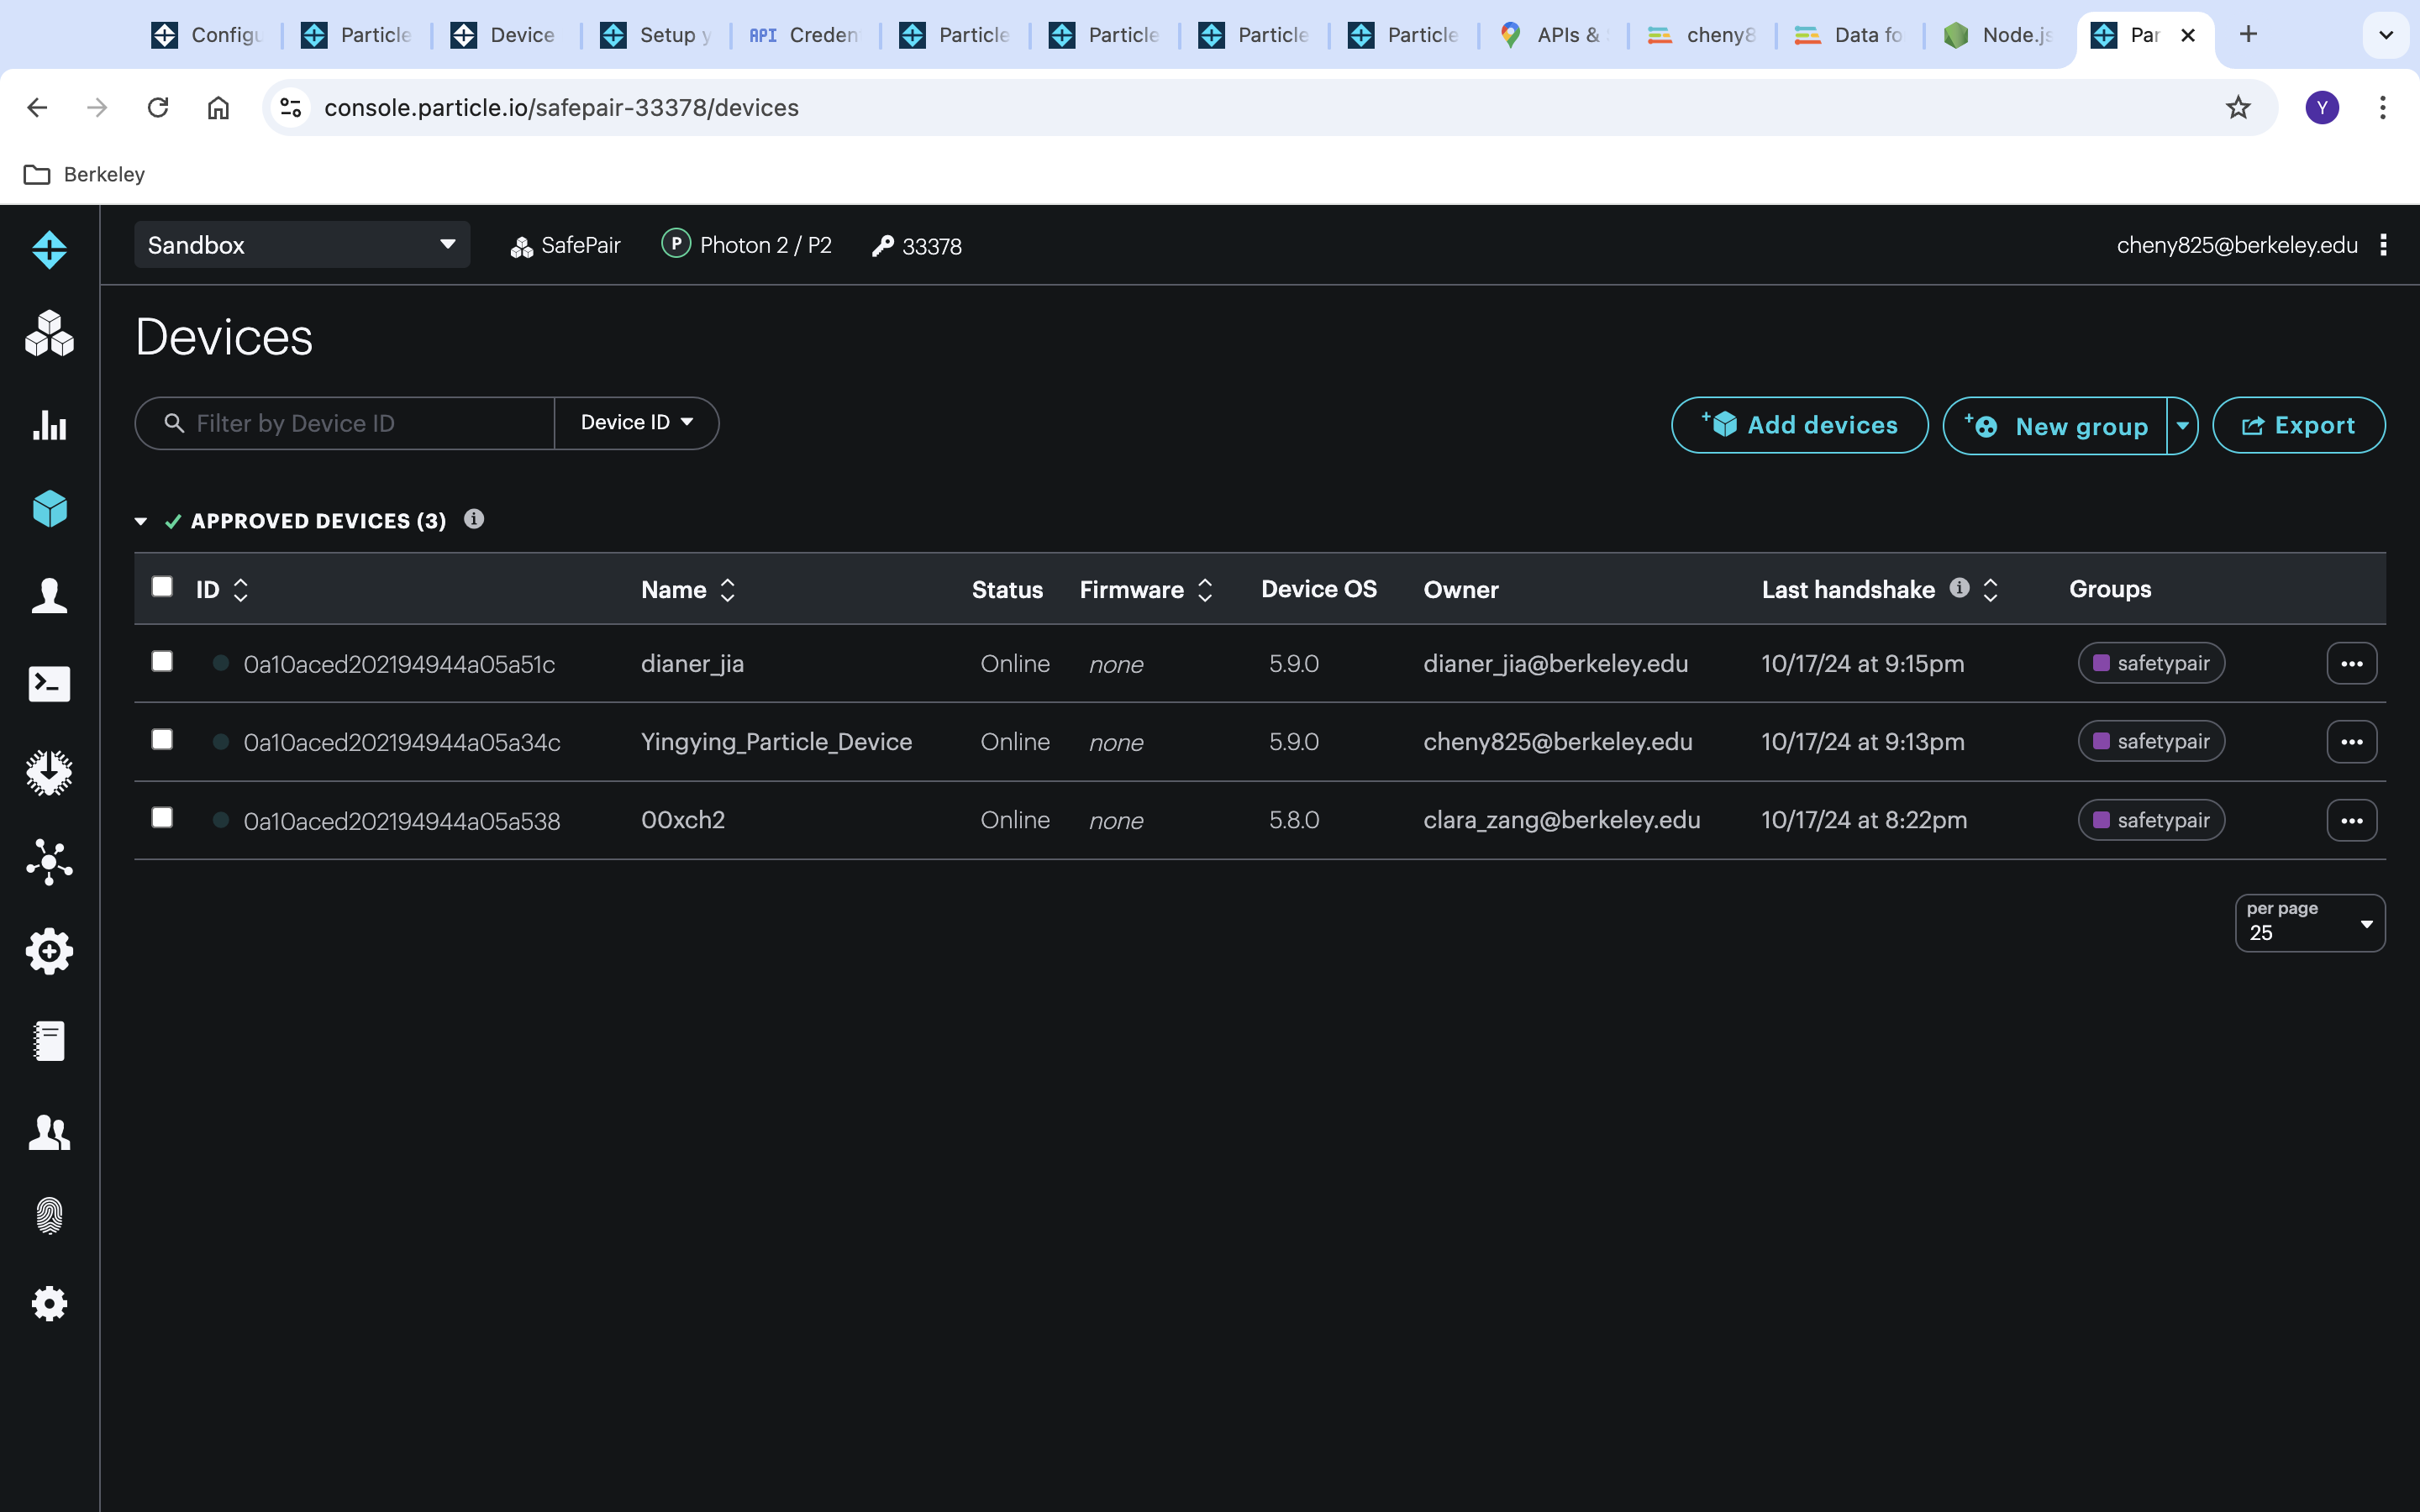 Configu Particle Device Setup y API Creden Particle Particle Particle Particle APIs & cheny8 Data fo Node.js Par
console.particle.io/safepair-33378/devices Y
Berkeley
Sandbox SafePair P Photon 2 / P2 33378 cheny825@berkeley.edu
Devices
Filter by Device ID Device ID Add devices New group Export
APPROVED DEVICES (3)
ID Name Status Firmware Device OS Owner Last handshake Groups
0a10aced202194944a05a51c dianer_jia Online none 5.9.0 dianer_jia@berkeley.edu 10/17/24 at 9:15pm safetypair
0a10aced202194944a05a34c Yingying_Particle_Device Online none 5.9.0 cheny825@berkeley.edu 10/17/24 at 9:13pm safetypair
0a10aced202194944a05a538 00xch2 Online none 5.8.0 clara_zang@berkeley.edu 10/17/24 at 8:22pm safetypair
per page
25